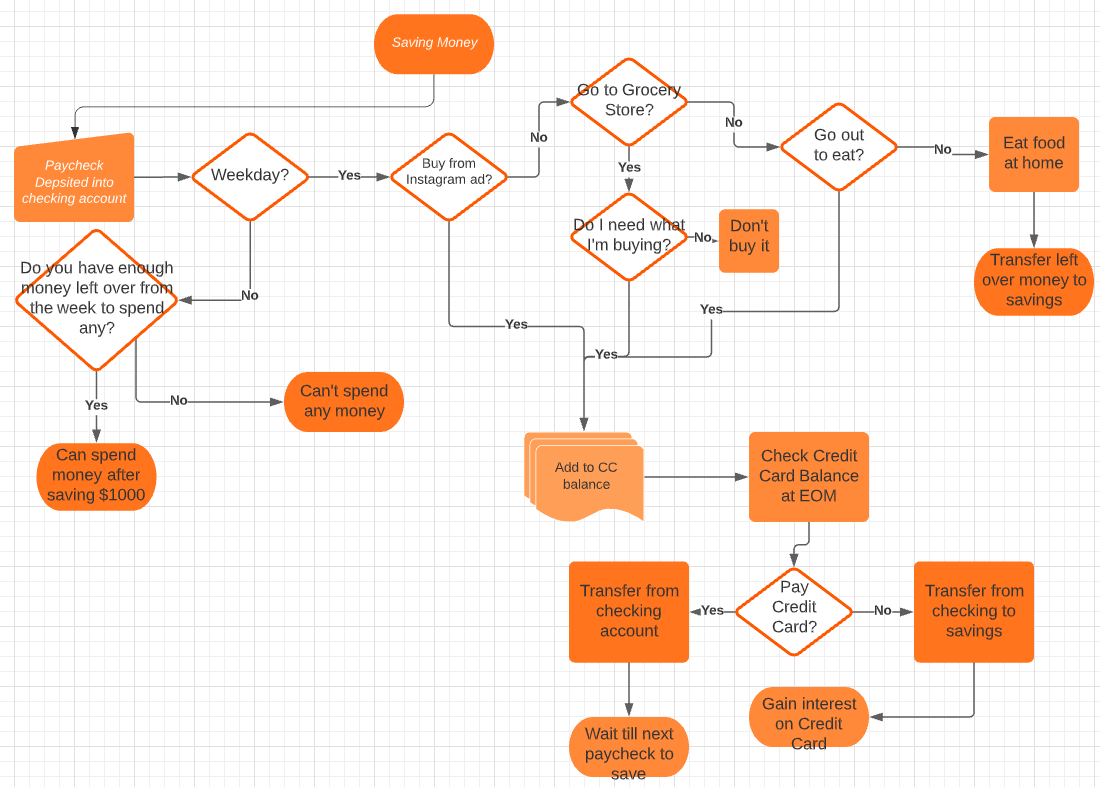 Saving Money
Go to Grocery
Store?
No
No
Go out
to eat?
No
Eat food
at home
Paycheck
Depsited into
checking account
Weekday?
Yes
Buy from
Instagram ad?
Yes
Do I need what
I'm buying?
No
Don't
buy it
Transfer left
over money to
savings
Do you have enough
money left over from
the week to spend
any?
No
Yes
Yes
Yes
Yes
No
Can't spend
any money
Can spend
money after
saving $1000
Add to CC
balance
Check Credit
Card Balance
at EOM
Transfer from
checking
account
Yes
Pay
Credit
Card?
No
Transfer from
checking to
savings
Wait till next
paycheck to
save
Gain interest
on Credit
Card